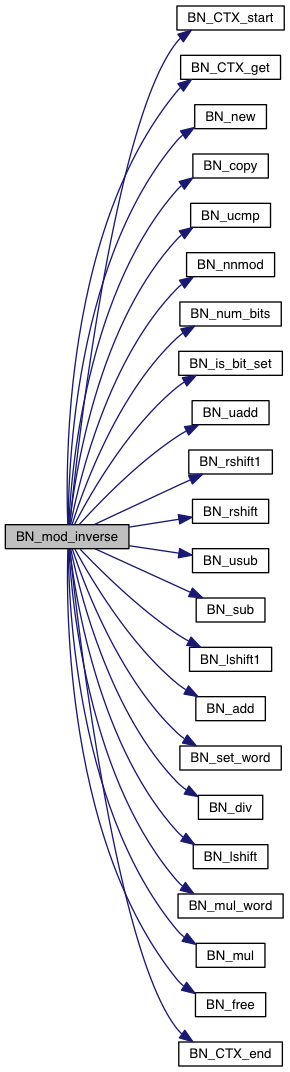 BN_CTX_start
BN_CTX_get
BN_new
BN_copy
BN_ucmp
BN_nnmod
BN_num_bits
BN_is_bit_set
BN_uadd
BN_rshift1
BN_rshift
BN_mod_inverse
BN_usub
BN_sub
BN_lshift1
BN_add
BN_set_word
BN_div
BN_lshift
BN_mul_word
BN_mul
BN_free
BN_CTX_end